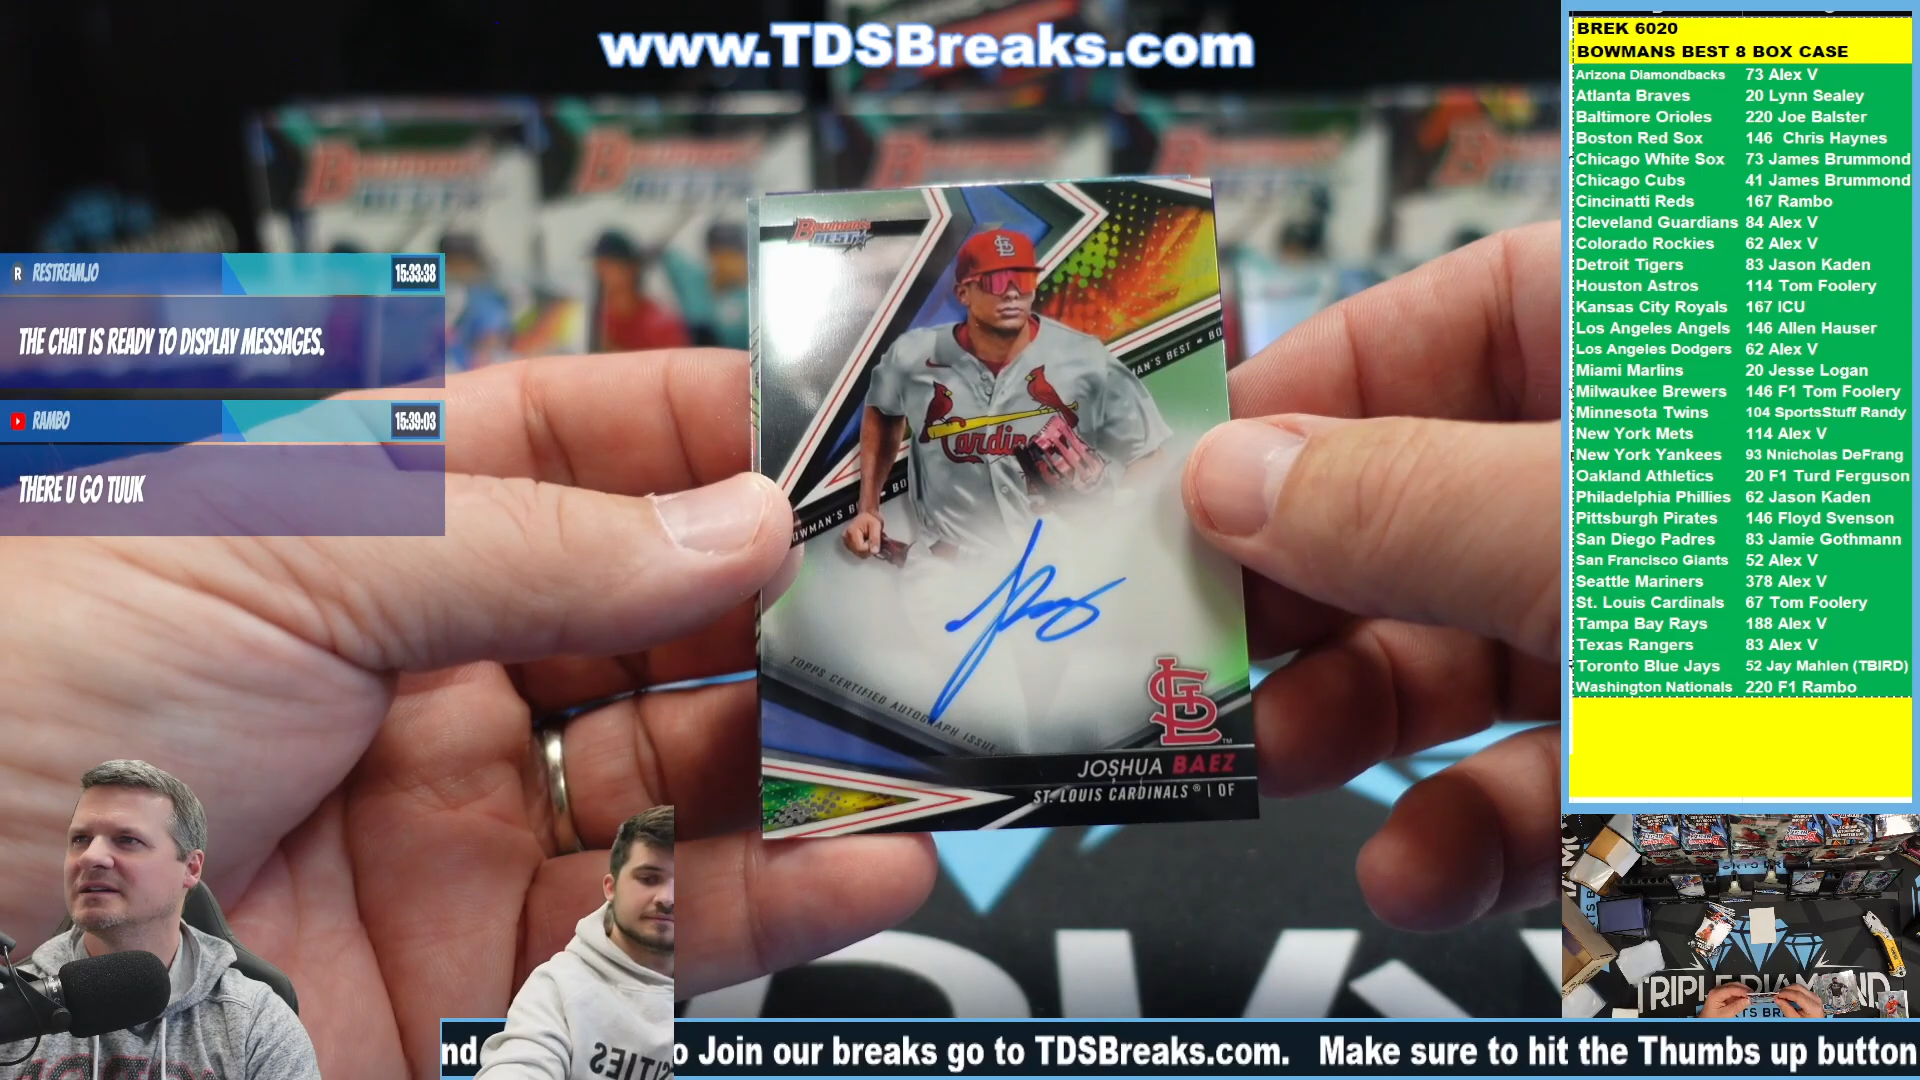 www.TDSBreaks.com
RESTREAM.IO
15:33:38
THE CHAT IS READY TO DISPLAY MESSAGES.
RAMBO
15:39:03
THERE U GO TUUK
Bowman's
BEST
Cardin
TOPPS CERTIFIED AUTOGRAPH ISSUE
JOSHUA BAEZ
ST. LOUIS CARDINALS® | OF
BREK 6020
BOWMANS BEST 8 BOX CASE
Arizona Diamondbacks 73 Alex V
Atlanta Braves 20 Lynn Sealey
Baltimore Orioles 220 Joe Balster
Boston Red Sox 146 Chris Haynes
Chicago White Sox 73 James Brummond
Chicago Cubs 41 James Brummond
Cincinatti Reds 167 Rambo
Cleveland Guardians 84 Alex V
Colorado Rockies 62 Alex V
Detroit Tigers 83 Jason Kaden
Houston Astros 114 Tom Foolery
Kansas City Royals 167 ICU
Los Angeles Angels 146 Allen Hauser
Los Angeles Dodgers 62 Alex V
Miami Marlins 20 Jesse Logan
Milwaukee Brewers 146 F1 Tom Foolery
Minnesota Twins 104 SportsStuff Randy
New York Mets 114 Alex V
New York Yankees 93 Nnicholas DeFrang
Oakland Athletics 20 F1 Turd Ferguson
Philadelphia Phillies 62 Jason Kaden
Pittsburgh Pirates 146 Floyd Svenson
San Diego Padres 83 Jamie Gothmann
San Francisco Giants 52 Alex V
Seattle Mariners 378 Alex V
St. Louis Cardinals 67 Tom Foolery
Tampa Bay Rays 188 Alex V
Texas Rangers 83 Alex V
Toronto Blue Jays 52 Jay Mahlen (TBIRD)
Washington Nationals 220 F1 Rambo
TRIPLE DIAMOND
nd o Join our breaks go to TDSBreaks.com. Make sure to hit the Thumbs up button